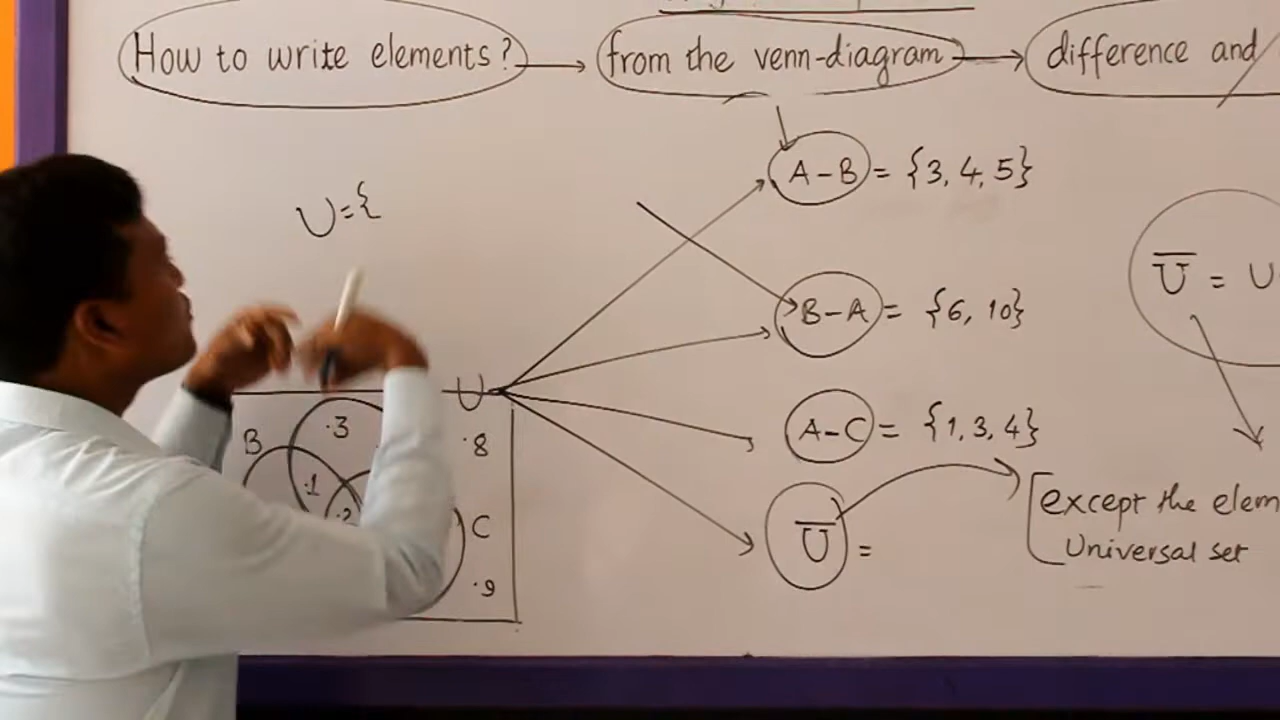 How to write elements? → from the venn-diagram → difference and
A-B = {3, 4, 5}
U={
B-A = {6, 10}
U̅ = U
U
·3
·8
B
A-C = {1, 3, 4}
·1
·2
C
except the elem
U̅ =
Universal set
·9